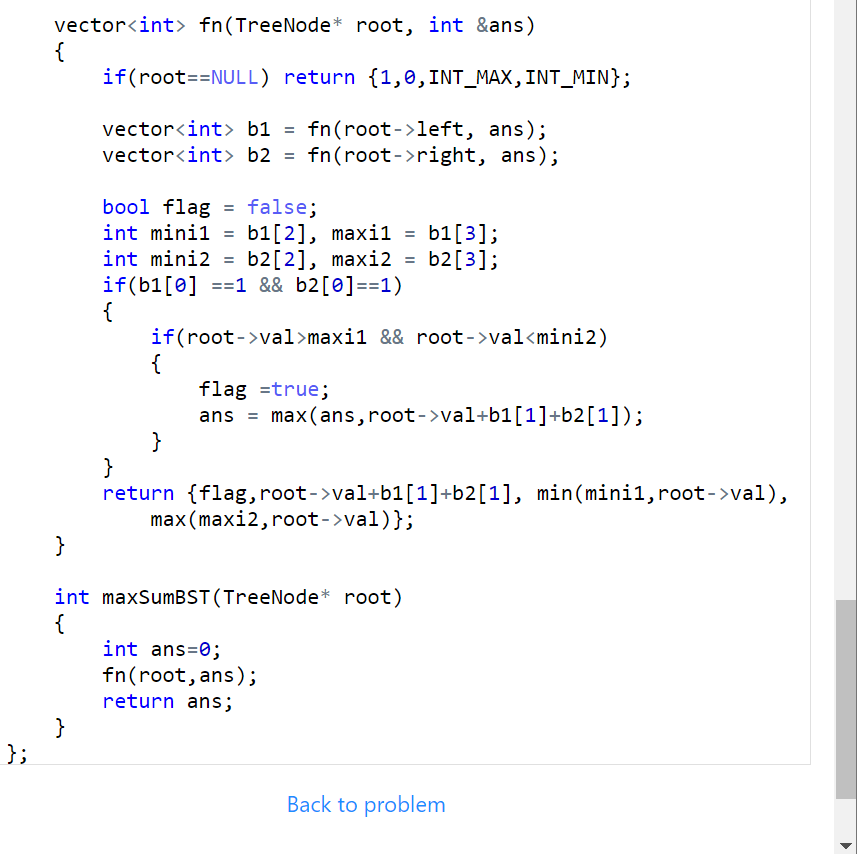 vector<int> fn(TreeNode* root, int &ans)
{
if(root==NULL) return {1,0,INT_MAX,INT_MIN};
vector<int> b1 = fn(root->left, ans);
vector<int> b2 = fn(root->right, ans);
bool flag = false;
int mini1 = b1[2], maxi1 = b1[3];
int mini2 = b2[2], maxi2 = b2[3];
if(b1[0] ==1 && b2[0]==1)
{
if(root->val>maxi1 && root->val<mini2)
{
flag =true;
ans = max(ans,root->val+b1[1]+b2[1]);
}
}
return {flag,root->val+b1[1]+b2[1], min(mini1,root->val),
max(maxi2,root->val)};
}
int maxSumBST(TreeNode* root)
{
int ans=0;
fn(root,ans);
return ans;
}
};
Back to problem